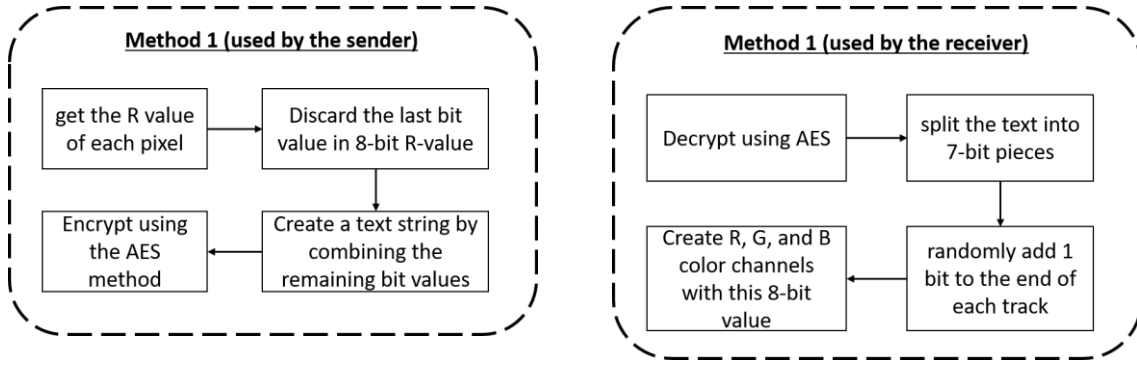 Method 1 (used by the sender)
get the R value
of each pixel
Discard the last bit
value in 8-bit R-value
Create a text string by
combining the
remaining bit values
Encrypt using
the AES
method
Method 1 (used by the receiver)
Decrypt using AES
split the text into
7-bit pieces
randomly add 1
bit to the end of
each track
Create R, G, and B
color channels
with this 8-bit
value